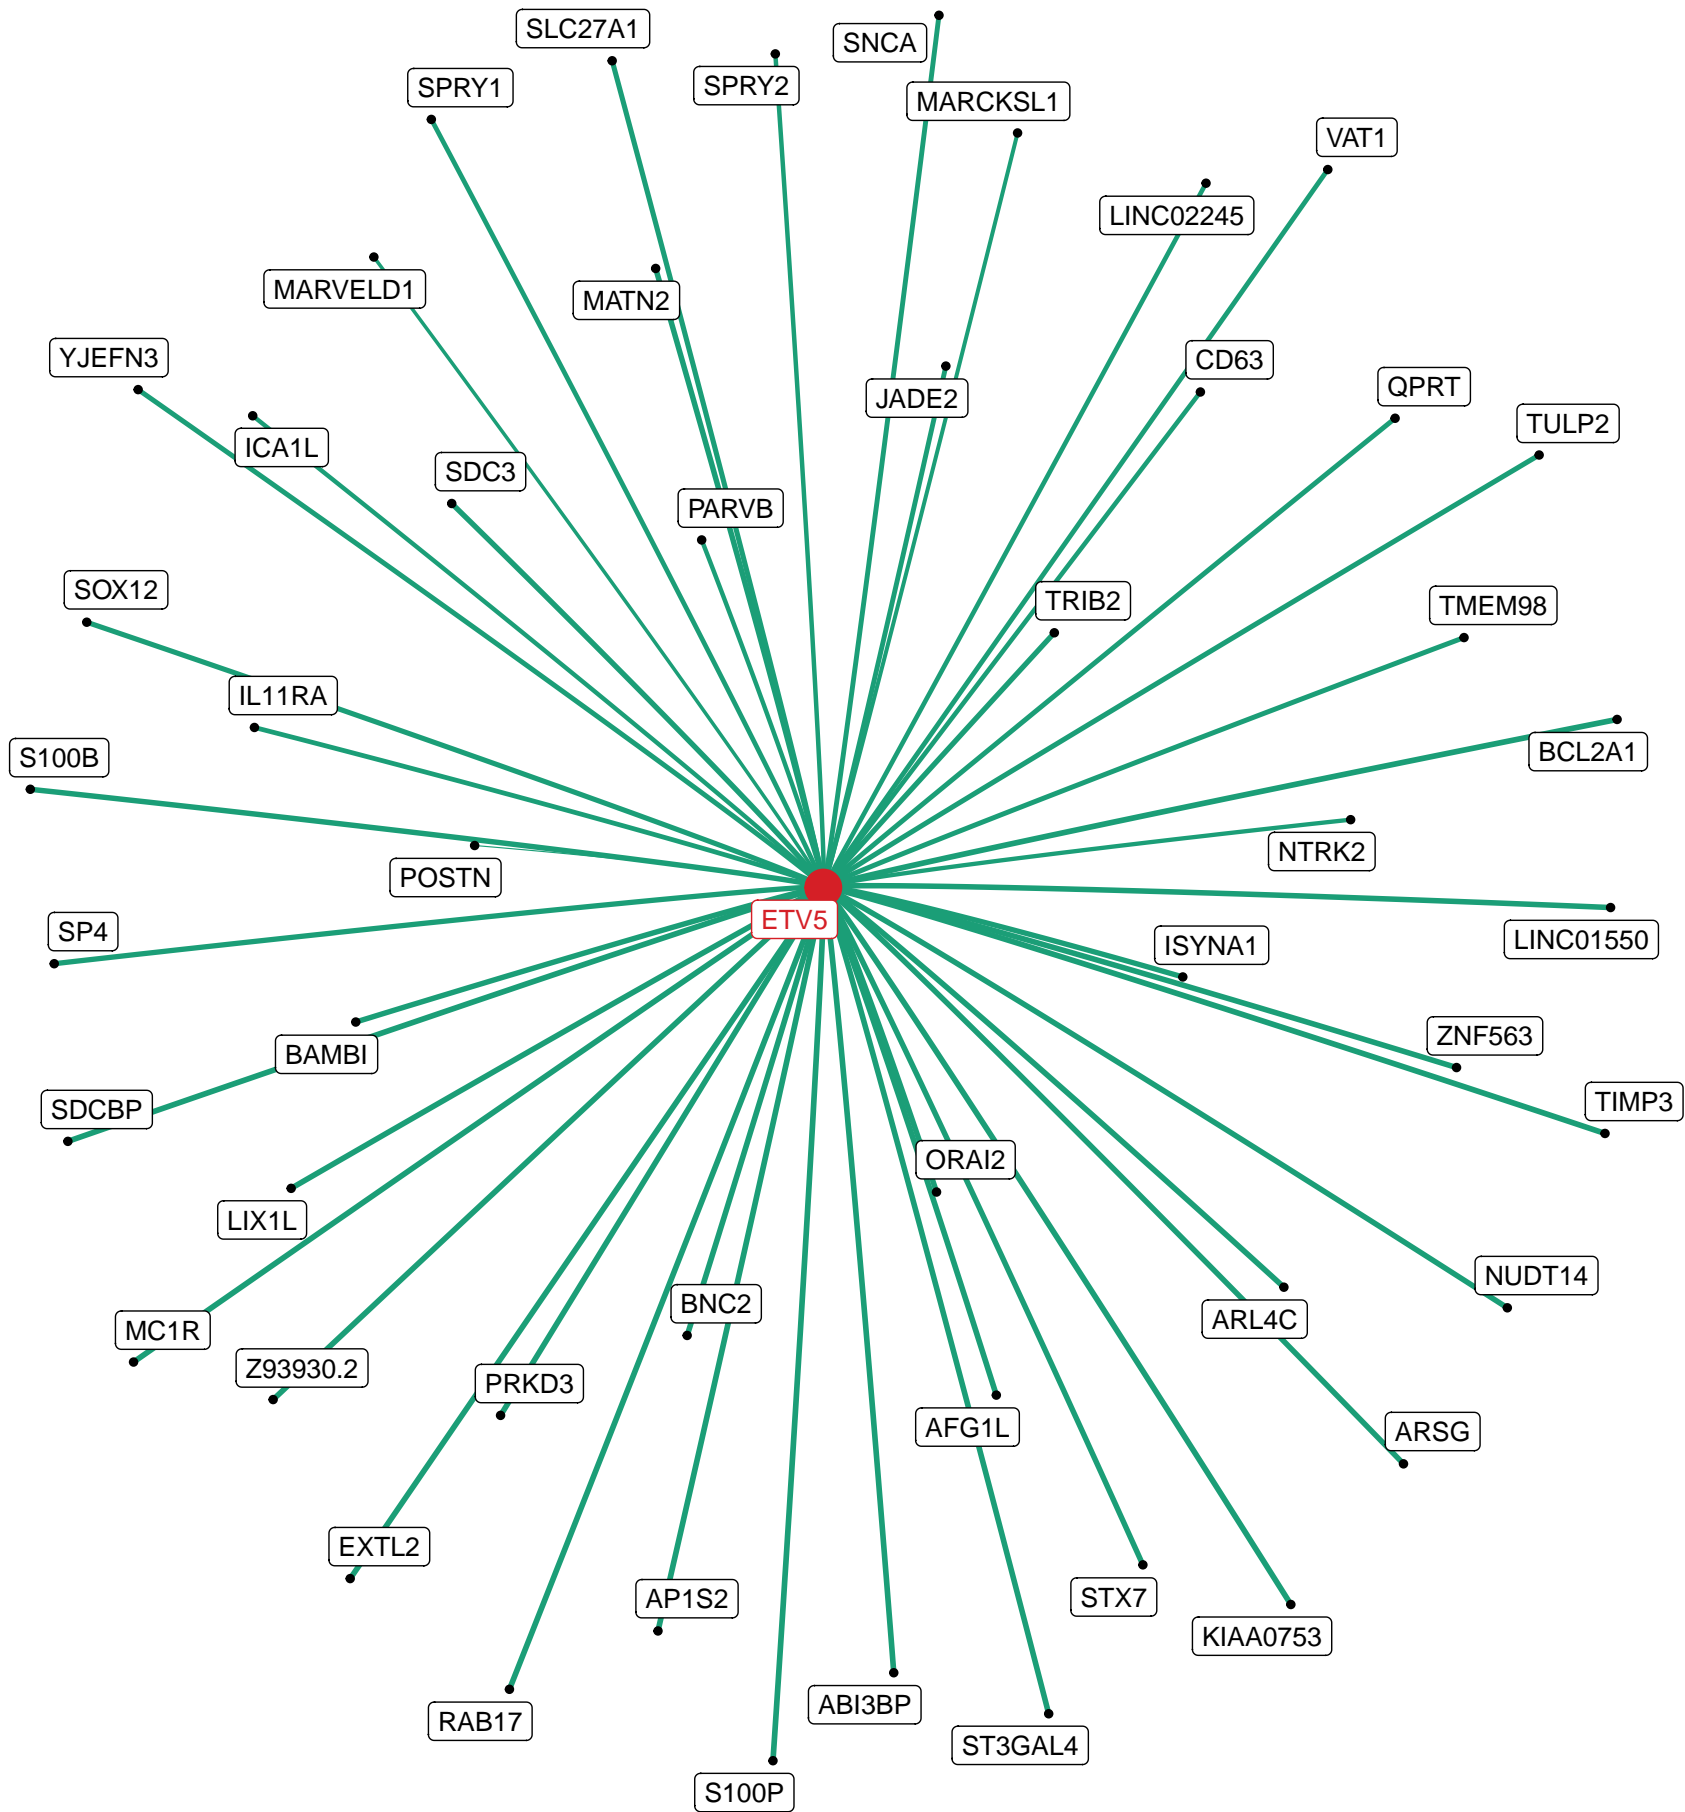 SLC27A1
SNCA
SPRY1
SPRY2
MARCKSL1
VAT1
LINC02245
MARVELD1
MATN2
YJEFN3
CD63
QPRT
JADE2
TULP2
ICA1L
SDC3
PARVB
SOX12
TRIB2
TMEM98
IL11RA
S100B
BCL2A1
NTRK2
POSTN
ETV5
SP4
ISYNA1
LINC01550
ZNF563
BAMBI
TIMP3
SDCBP
ORAI2
LIX1L
NUDT14
BNC2
ARL4C
MC1R
Z93930.2
PRKD3
AFG1L
ARSG
EXTL2
AP1S2
STX7
KIAA0753
ABI3BP
RAB17
ST3GAL4
S100P